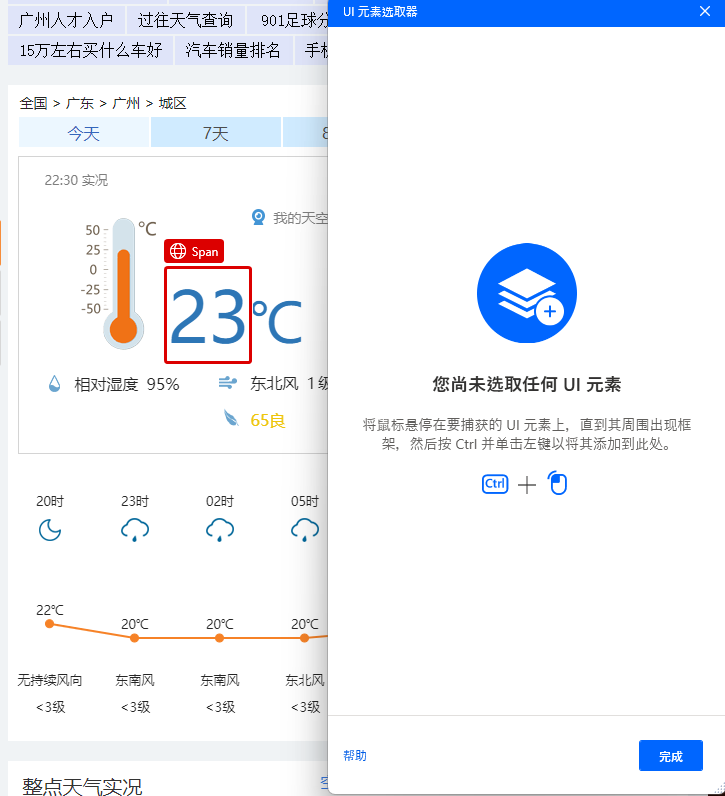 广州人才入户 过往天气查询 901足球分
15万左右买什么车好 汽车销量排名 手机
全国 > 广东 > 广州 > 城区
今天 7天 8
22:30 实况
我的天空
50
25
0
-25
-50
℃
Span
23℃
相对湿度 95% 东北风 1级
65良
20时 23时 02时 05时
22℃ 20℃ 20℃ 20℃
无持续风向 东南风 东南风 东北风
<3级 <3级 <3级 <3级
整点天气实况 空
UI 元素选取器
您尚未选取任何 UI 元素
将鼠标悬停在要捕获的 UI 元素上，直到其周围出现框
架，然后按 Ctrl 并单击左键以将其添加到此处。
Ctrl
帮助 完成